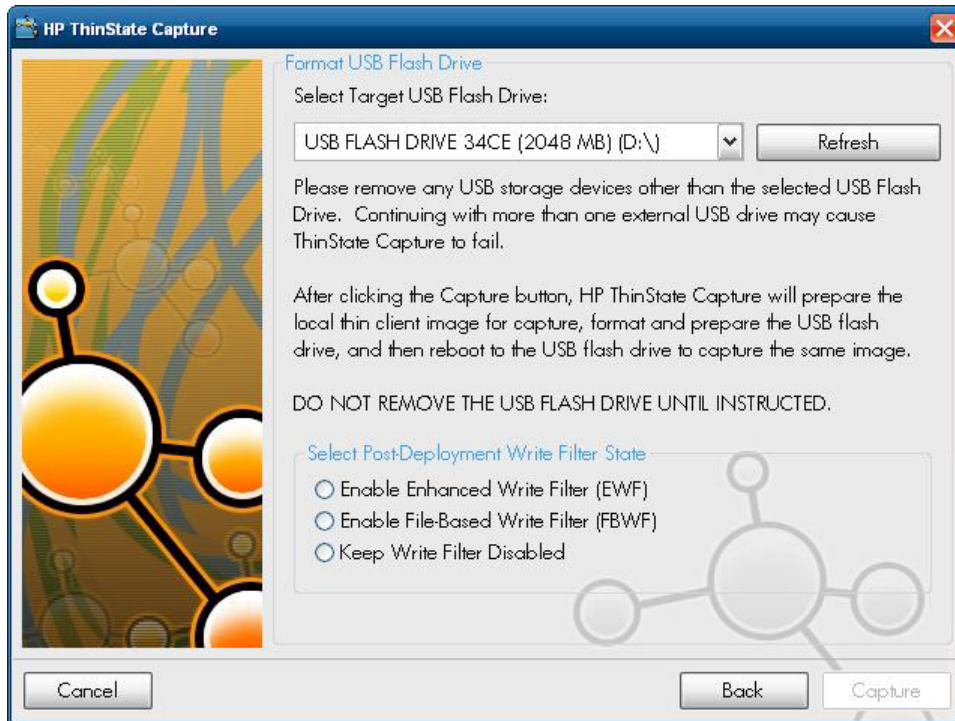 HP ThinState Capture
Format USB Flash Drive
Select Target USB Flash Drive:
USB FLASH DRIVE 34CE (2048 MB) (D:\)
Refresh
Please remove any USB storage devices other than the selected USB Flash
Drive. Continuing with more than one external USB drive may cause
ThinState Capture to fail.
After clicking the Capture button, HP ThinState Capture will prepare the
local thin client image for capture, format and prepare the USB flash
drive, and then reboot to the USB flash drive to capture the same image.
DO NOT REMOVE THE USB FLASH DRIVE UNTIL INSTRUCTED.
Select Post-Deployment Write Filter State
Enable Enhanced Write Filter (EWF)
Enable File-Based Write Filter (FBWF)
Keep Write Filter Disabled
Cancel
Back
Capture